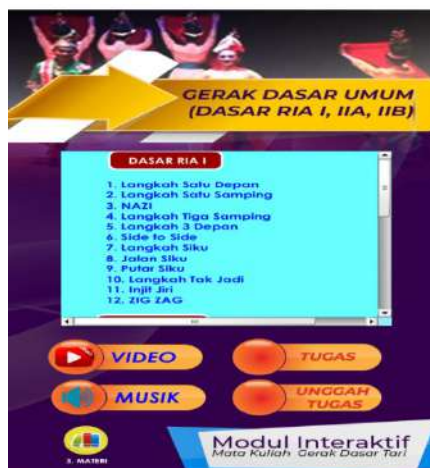 GERAK DASAR UMUM
(DASAR RIA I, IIA, IIB)
DASAR RIA I
1. Langkah Satu Depan
2. Langkah Satu Samping
3. NAZI
4. Langkah Tiga Samping
5. Langkah 3 Depan
6. Side to Side
7. Langkah Siku
8. Jalan Siku
9. Putar Siku
10. Langkah Tak Jadi
11. Injit Jiri
12. ZIG ZAG
VIDEO
TUGAS
MUSIK
UNGGAH
TUGAS
3. MATERI
Modul Interaktif
Mata Kuliah Gerak Dasar Tari